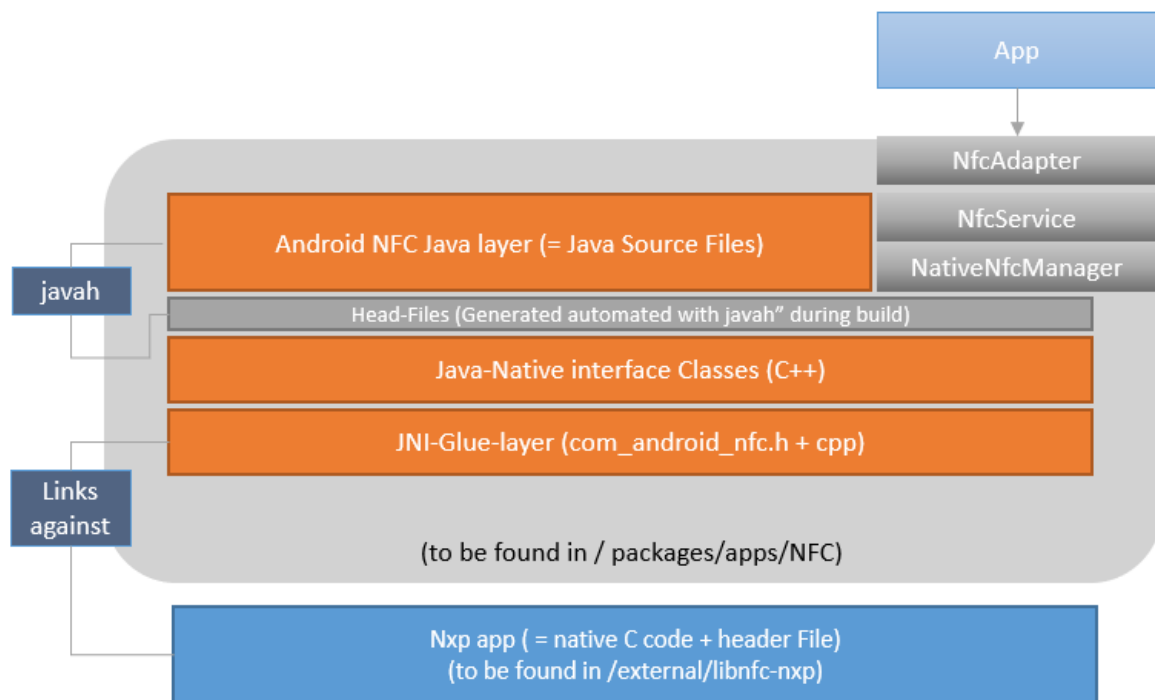 App
NfcAdapter
NfcService
NativeNfcManager
Android NFC Java layer (= Java Source Files)
javah
Head-Files (Generated automated with javah” during build)
Java-Native interface Classes (C++)
JNI-Glue-layer (com_android_nfc.h + cpp)
Links
against
(to be found in / packages/apps/NFC)
Nxp app ( = native C code + header File)
(to be found in /external/libnfc-nxp)